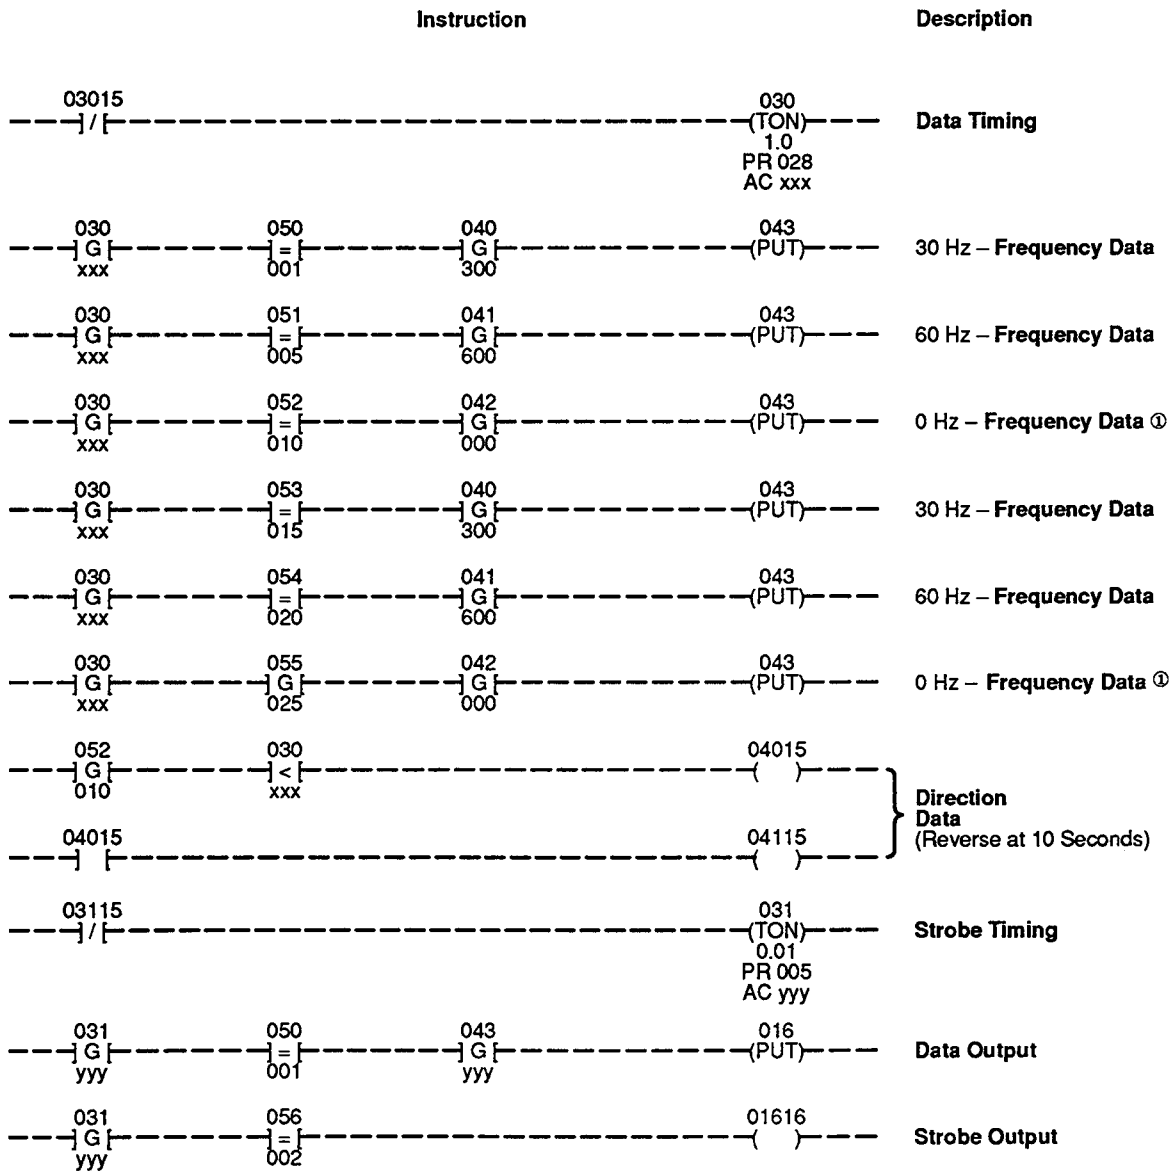 Instruction Description
03015 030
] / [ (TON) Data Timing
1.0
PR 028
AC xxx
030 050 040 043
] G [ ] = [ ] G [ (PUT) 30 Hz – Frequency Data
xxx 001 300
030 051 041 043
] G [ ] = [ ] G [ (PUT) 60 Hz – Frequency Data
xxx 005 600
030 052 042 043
] G [ ] = [ ] G [ (PUT) 0 Hz – Frequency Data ①
xxx 010 000
030 053 040 043
] G [ ] = [ ] G [ (PUT) 30 Hz – Frequency Data
xxx 015 300
030 054 041 043
] G [ ] = [ ] G [ (PUT) 60 Hz – Frequency Data
xxx 020 600
030 055 042 043
] G [ ] G [ ] G [ (PUT) 0 Hz – Frequency Data ①
xxx 025 000
052 030 04015
] G [ ] < [ ( )
010 xxx
Direction
Data
(Reverse at 10 Seconds)
04015 04115
] [ ( )
03115 031
] / [ (TON) Strobe Timing
0.01
PR 005
AC yyy
031 050 043 016
] G [ ] = [ ] G [ (PUT) Data Output
yyy 001 yyy
031 056 01616
] G [ ] = [ ( ) Strobe Output
yyy 002